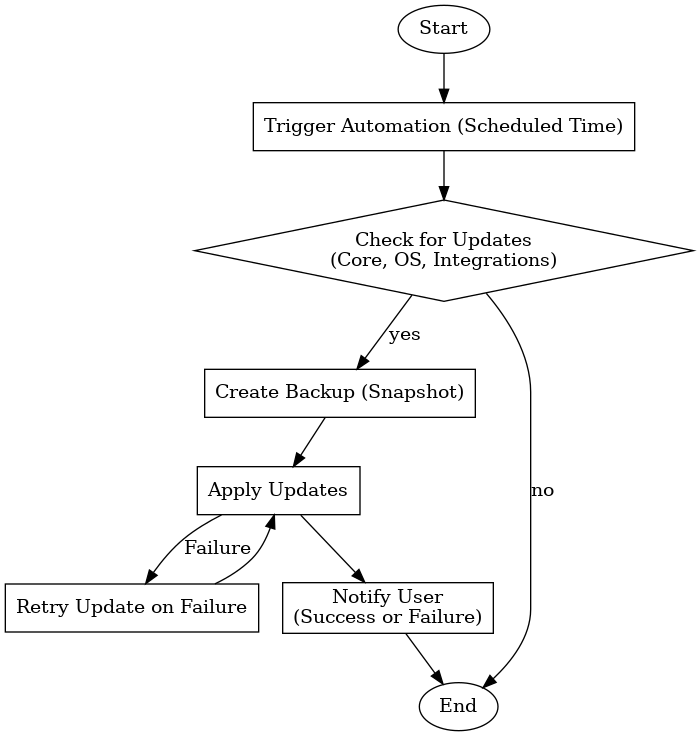 Start
Trigger Automation (Scheduled Time)
Check for Updates
(Core, OS, Integrations)
yes
Create Backup (Snapshot)
Apply Updates
no
Failure
Retry Update on Failure
Notify User
(Success or Failure)
End